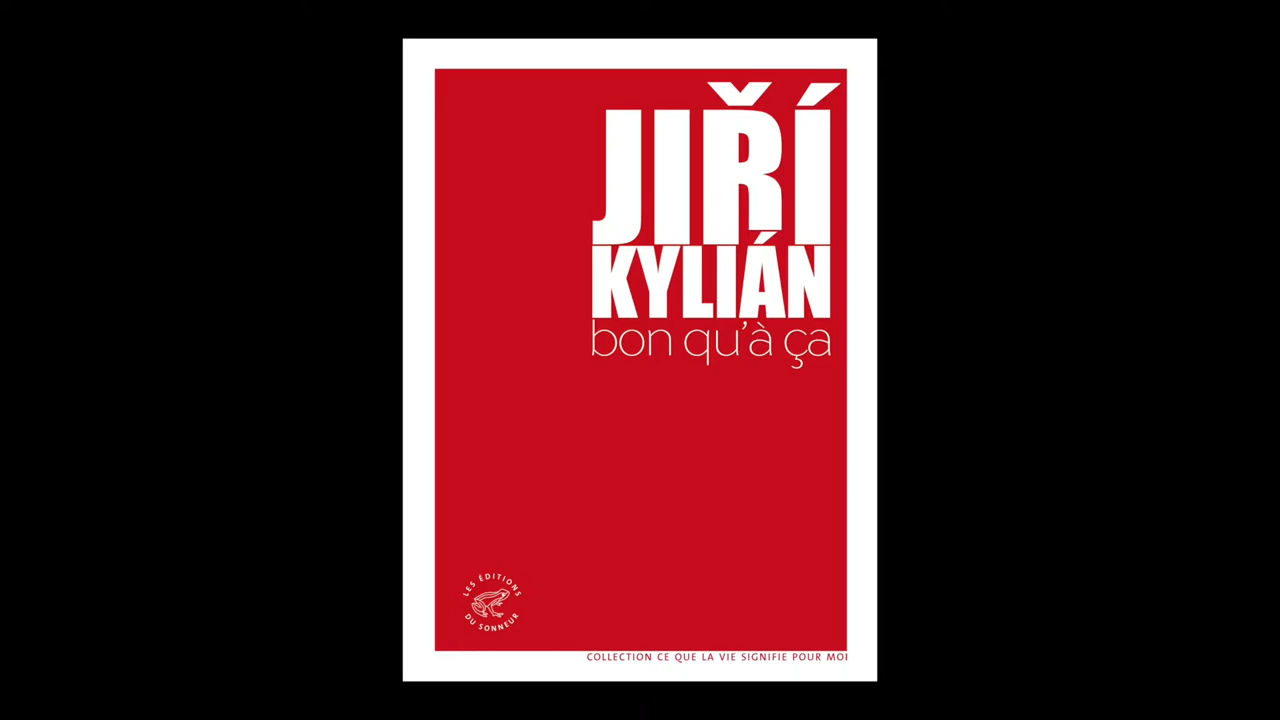 JIŘÍ
KYLIÁN
bon qu'à ça
LES ÉDITIONS
DU SONNEUR
COLLECTION CE QUE LA VIE SIGNIFIE POUR MOI